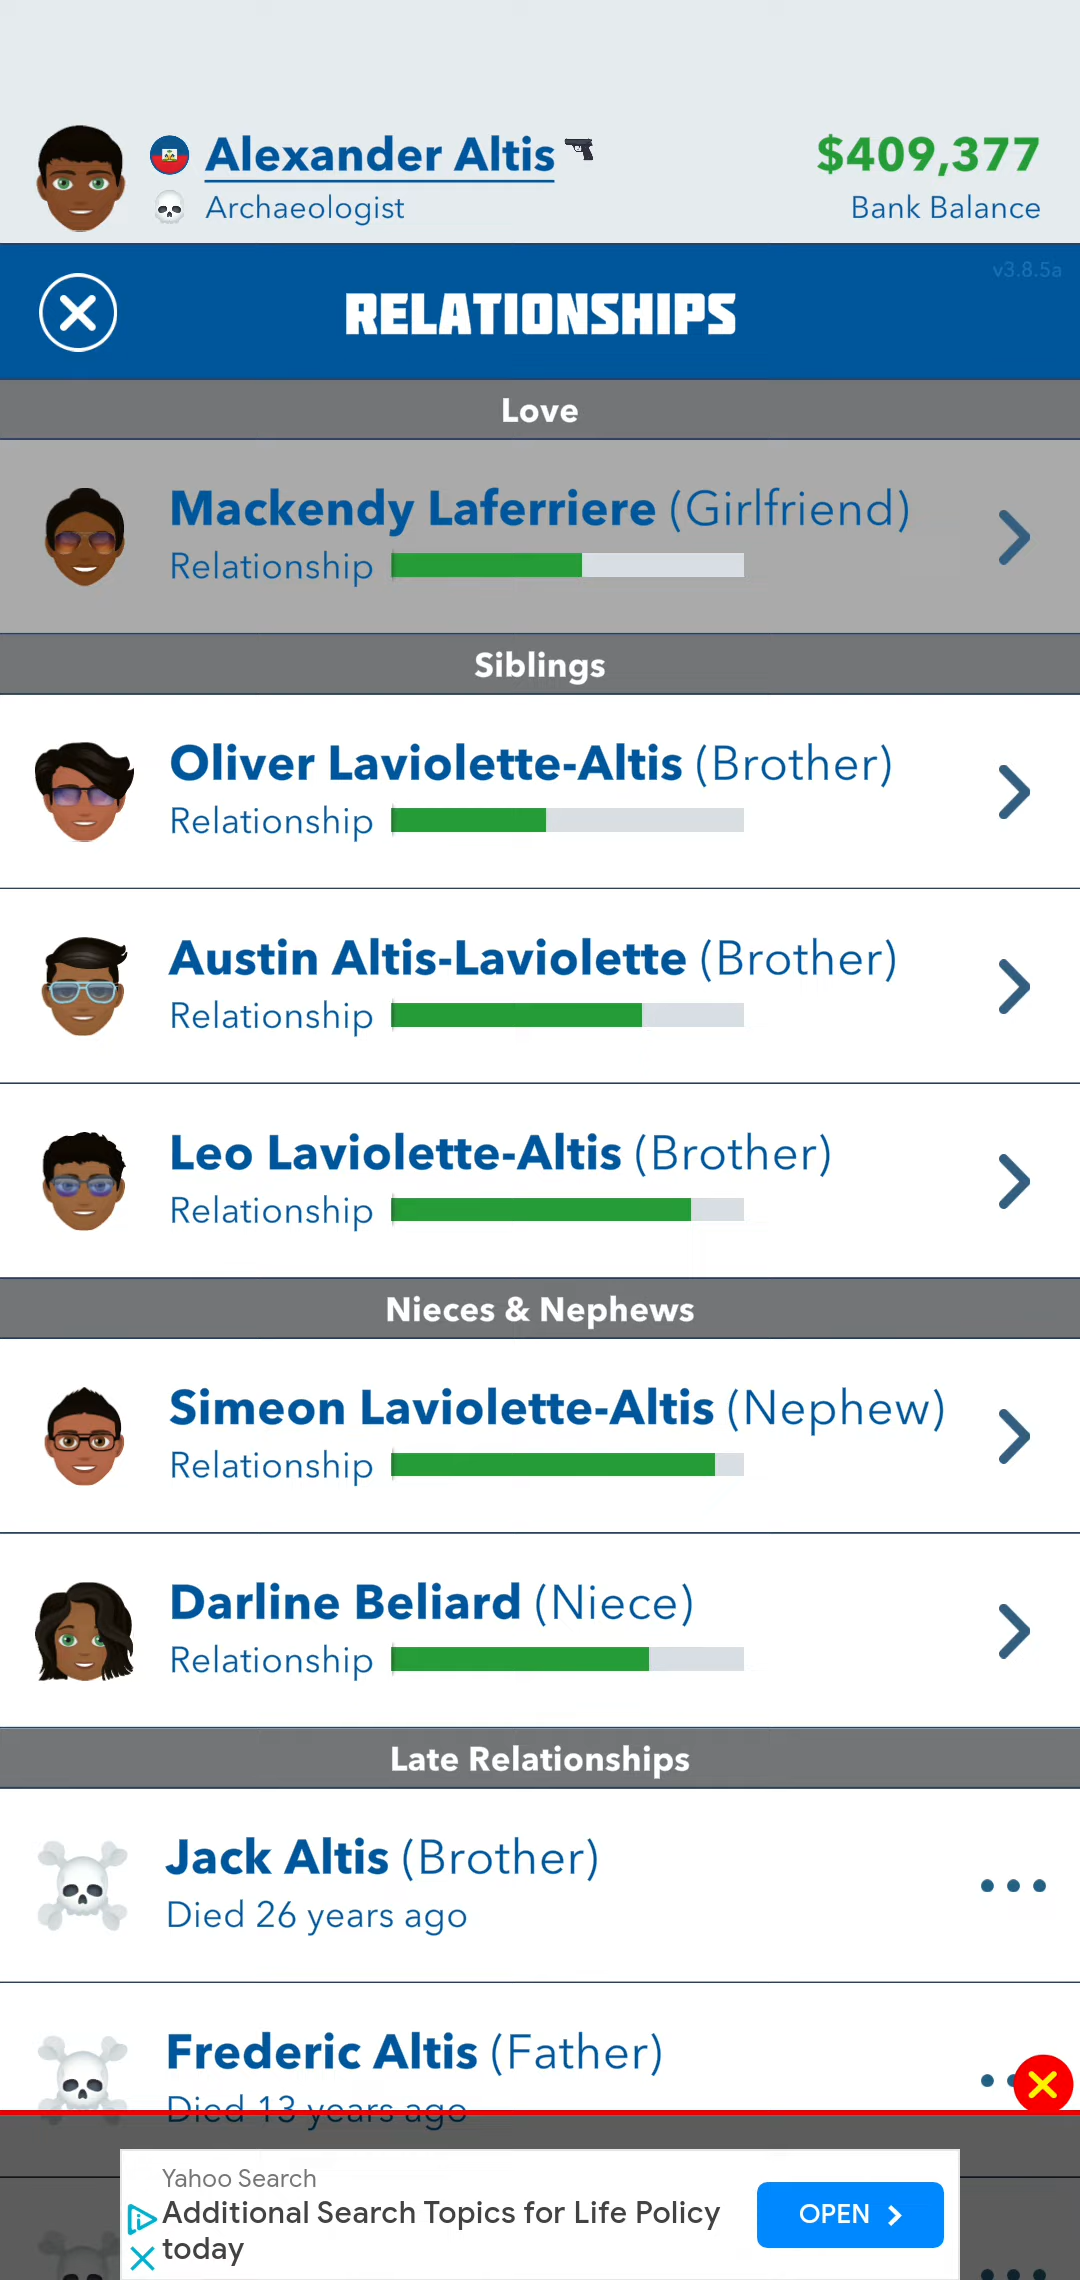 Alexander Altis
$409,377
Archaeologist
Bank Balance
v3.8.5a
RELATIONSHIPS
Love
Mackendy Laferriere (Girlfriend)
Relationship
Siblings
Oliver Laviolette-Altis (Brother)
Relationship
Austin Altis-Laviolette (Brother)
Relationship
Leo Laviolette-Altis (Brother)
Relationship
Nieces & Nephews
Simeon Laviolette-Altis (Nephew)
Relationship
Darline Beliard (Niece)
Relationship
Late Relationships
Jack Altis (Brother)
Died 26 years ago
Frederic Altis (Father)
Died 13 years ago
Yahoo Search
Additional Search Topics for Life Policy
today
OPEN